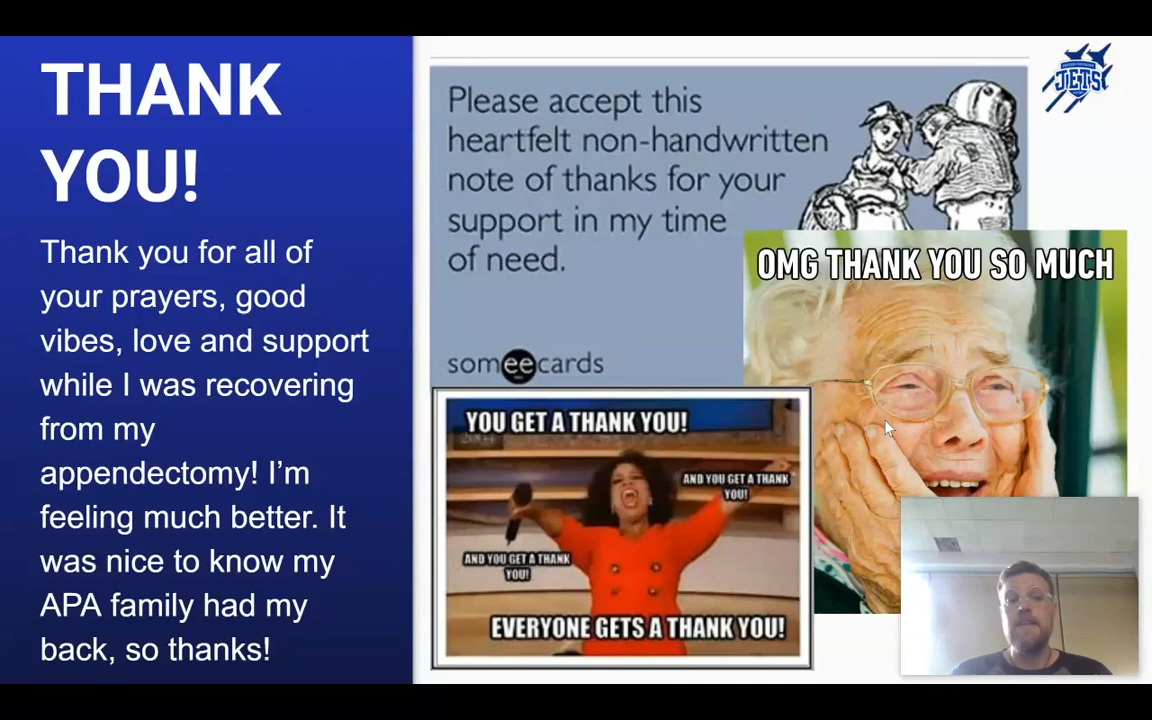 THANK
YOU!
Thank you for all of
your prayers, good
vibes, love and support
while I was recovering
from my
appendectomy! I’m
feeling much better. It
was nice to know my
APA family had my
back, so thanks!
Please accept this
heartfelt non-handwritten
note of thanks for your
support in my time
of need.
someecards
JETS
OMG THANK YOU SO MUCH
YOU GET A THANK YOU!
AND YOU GET A THANK
YOU!
AND YOU GET A THANK
YOU!
EVERYONE GETS A THANK YOU!